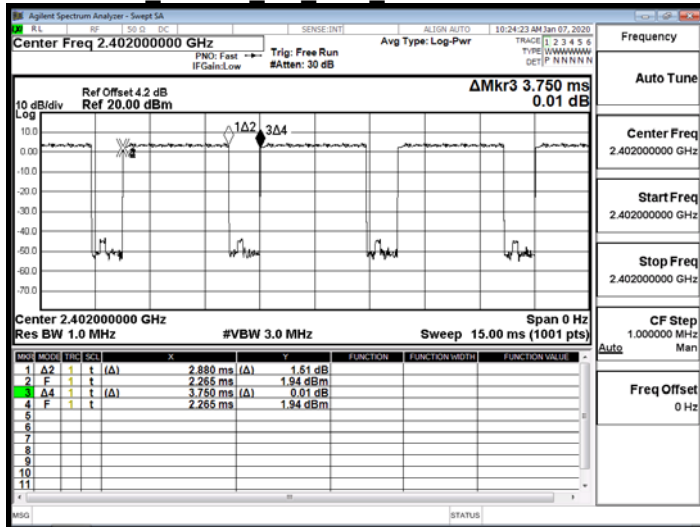 Agilent Spectrum Analyzer - Swept SA
RL RF 50 Ω DC SENSE:INT ALIGN AUTO 10:24:23 AM Jan 07, 2020
Center Freq 2.402000000 GHz
PNO: Fast
IFGain:Low
Trig: Free Run
#Atten: 30 dB
Avg Type: Log-Pwr
TRACE 1 2 3 4 5 6
TYPE WWWWWW
DET P N N N N N
Ref Offset 4.2 dB
10 dB/div Ref 20.00 dBm
ΔMkr3 3.750 ms
0.01 dB
Log
10.0
0.00
-10.0
-20.0
-30.0
-40.0
-50.0
-60.0
-70.0
1Δ2
3Δ4
Center 2.402000000 GHz Span 0 Hz
Res BW 1.0 MHz #VBW 3.0 MHz Sweep 15.00 ms (1001 pts)
MKR MODE TRC SCL X Y FUNCTION FUNCTION WIDTH FUNCTION VALUE
1 Δ2 1 t (Δ) 2.880 ms (Δ) 1.51 dB
2 F 1 t 2.265 ms 1.94 dBm
3 Δ4 1 t (Δ) 3.750 ms (Δ) 0.01 dB
4 F 1 t 2.265 ms 1.94 dBm
5
6
7
8
9
10
11
MSG STATUS
Frequency
Auto Tune
Center Freq
2.402000000 GHz
Start Freq
2.402000000 GHz
Stop Freq
2.402000000 GHz
CF Step
1.000000 MHz
Auto Man
Freq Offset
0 Hz